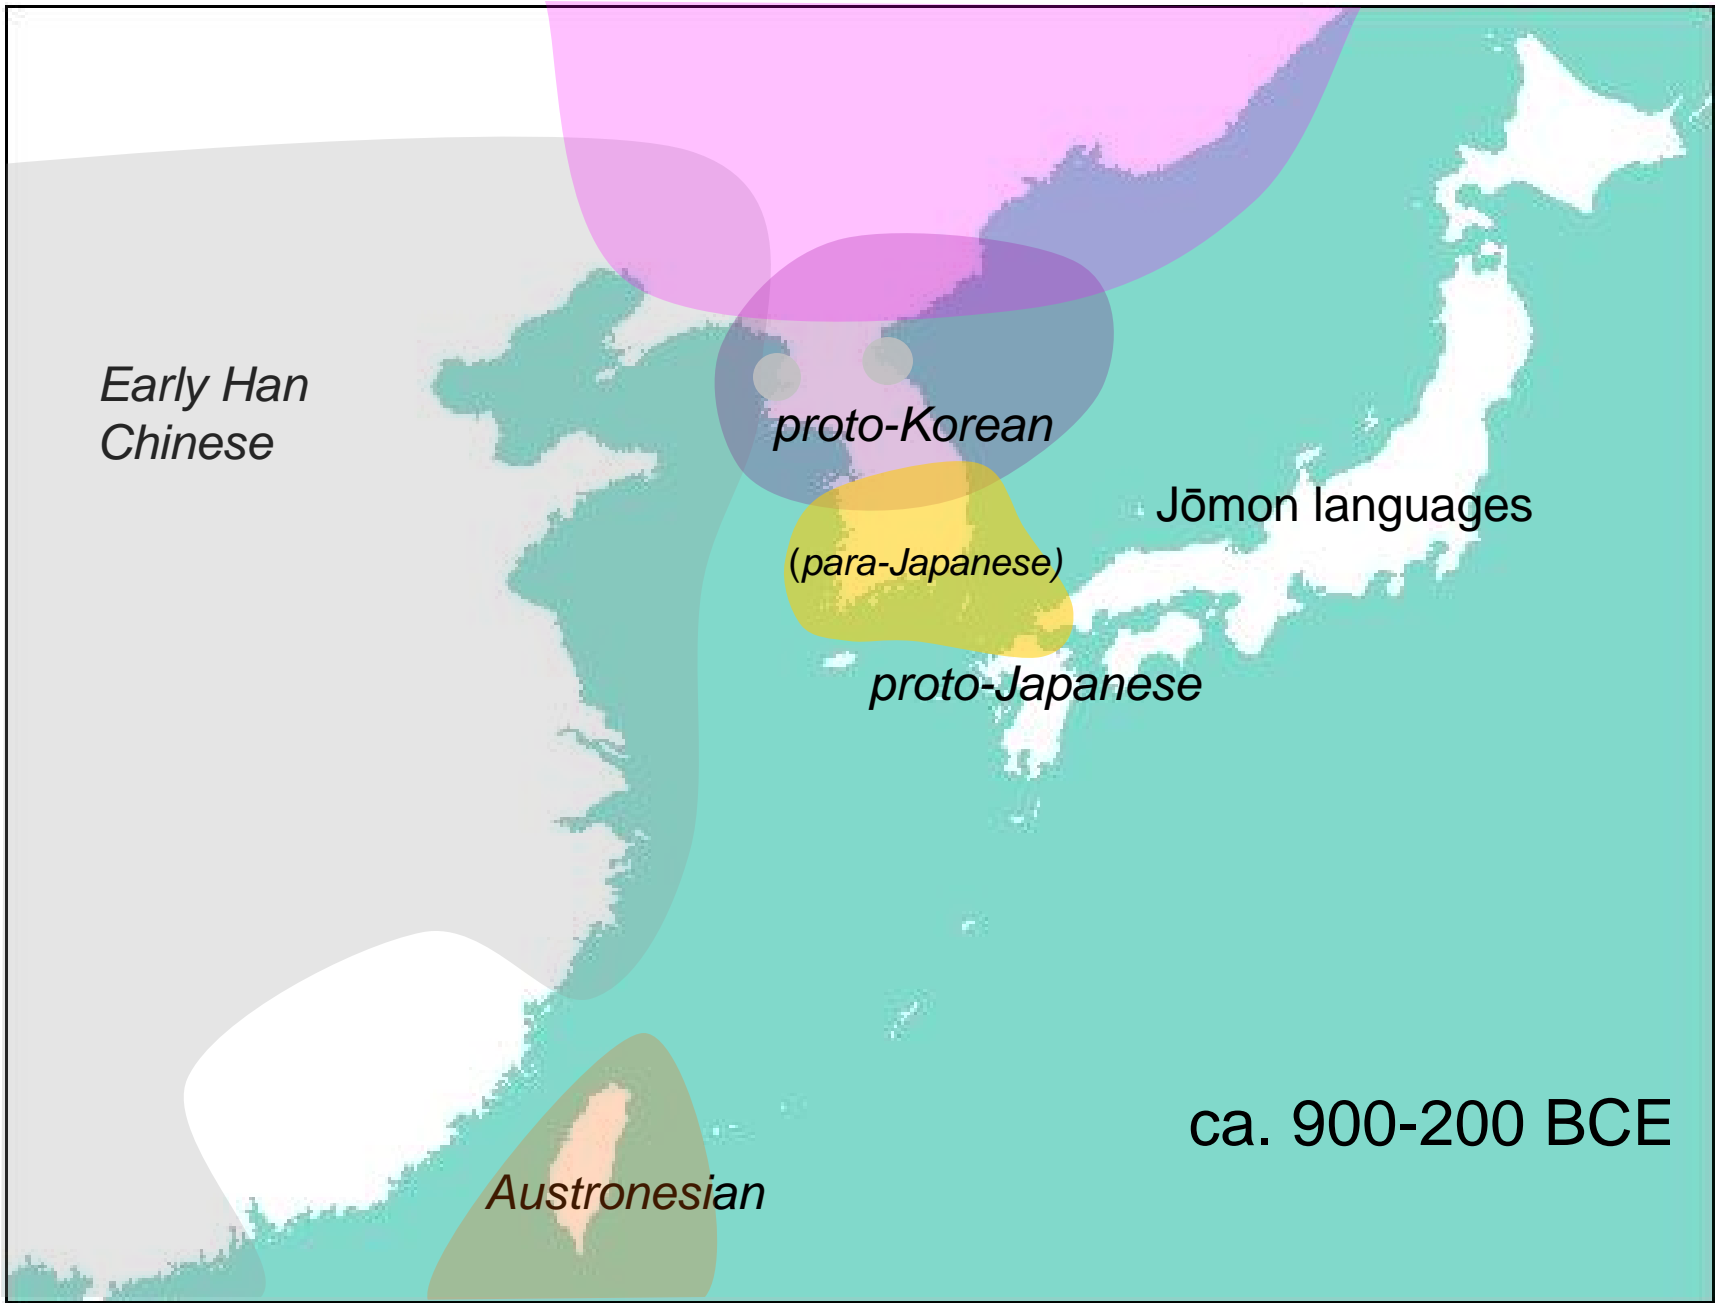 Early Han
Chinese
proto-Korean
Jōmon languages
(para-Japanese)
proto-Japanese
ca. 900-200 BCE
Austronesian